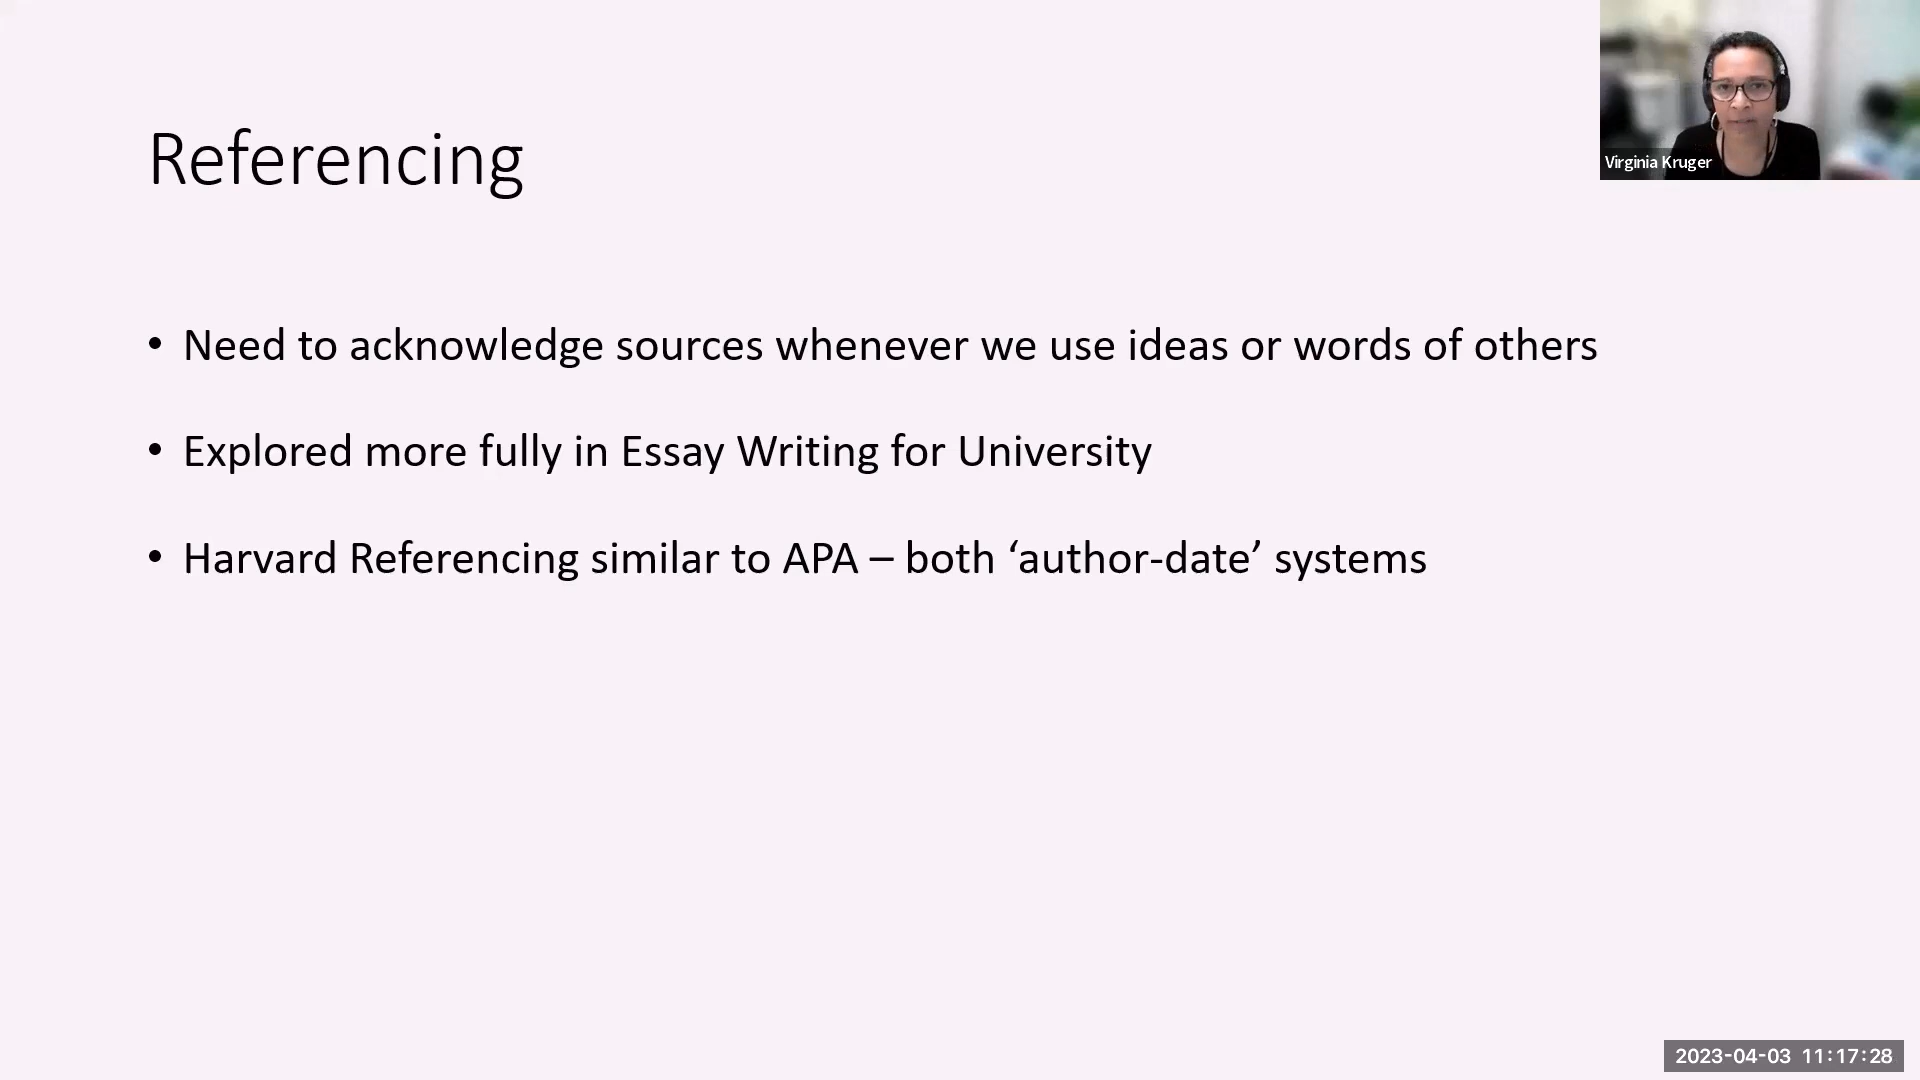 Referencing
Virginia Kruger
• Need to acknowledge sources whenever we use ideas or words of others
• Explored more fully in Essay Writing for University
• Harvard Referencing similar to APA – both ‘author-date’ systems
2023-04-03 11:17:28